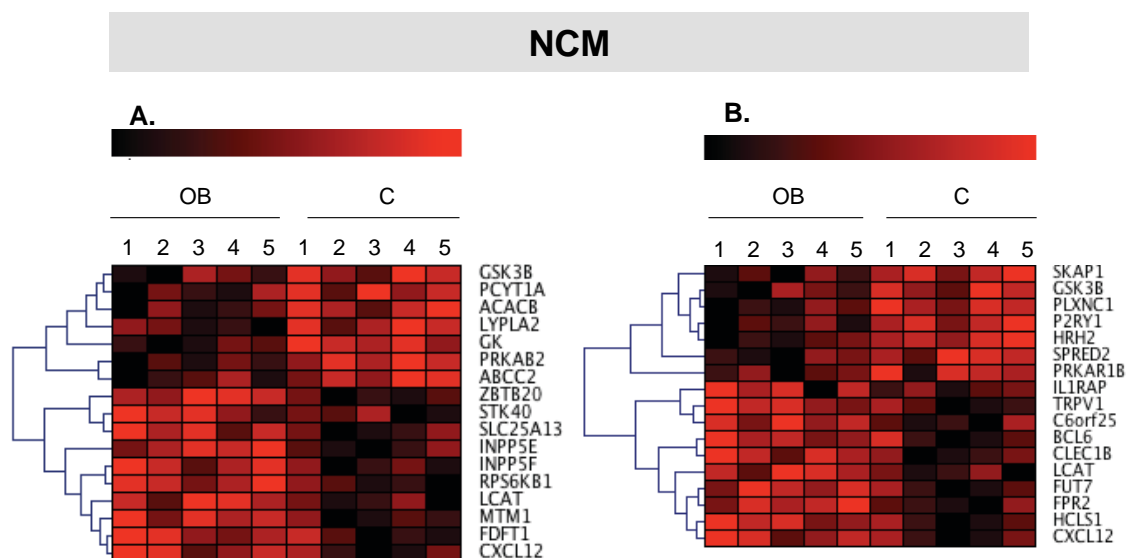 NCM
A.
OB C
1 2 3 4 5 1 2 3 4 5
GSK3B
PCYT1A
ACACB
LYPLA2
GK
PRKAB2
ABCC2
ZBTB20
STK40
SLC25A13
INPP5E
INPP5F
RPS6KB1
LCAT
MTM1
FDFT1
CXCL12
B.
OB C
1 2 3 4 5 1 2 3 4 5
SKAP1
GSK3B
PLXNC1
P2RY1
HRH2
SPRED2
PRKAR1B
IL1RAP
TRPV1
C6orf25
BCL6
CLEC1B
LCAT
FUT7
FPR2
HCLS1
CXCL12